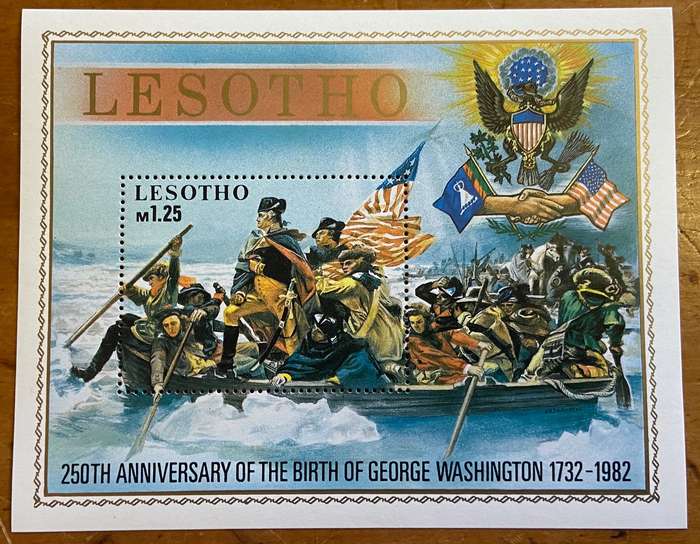 LESOTHO
LESOTHO
M1.25
250TH ANNIVERSARY OF THE BIRTH OF GEORGE WASHINGTON 1732-1982